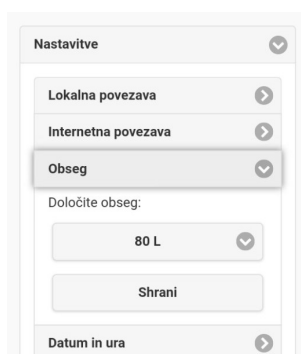 Nastavitve
Lokalna povezava
Internetna povezava
Obseg
Določite obseg:
80 L
Shrani
Datum in ura